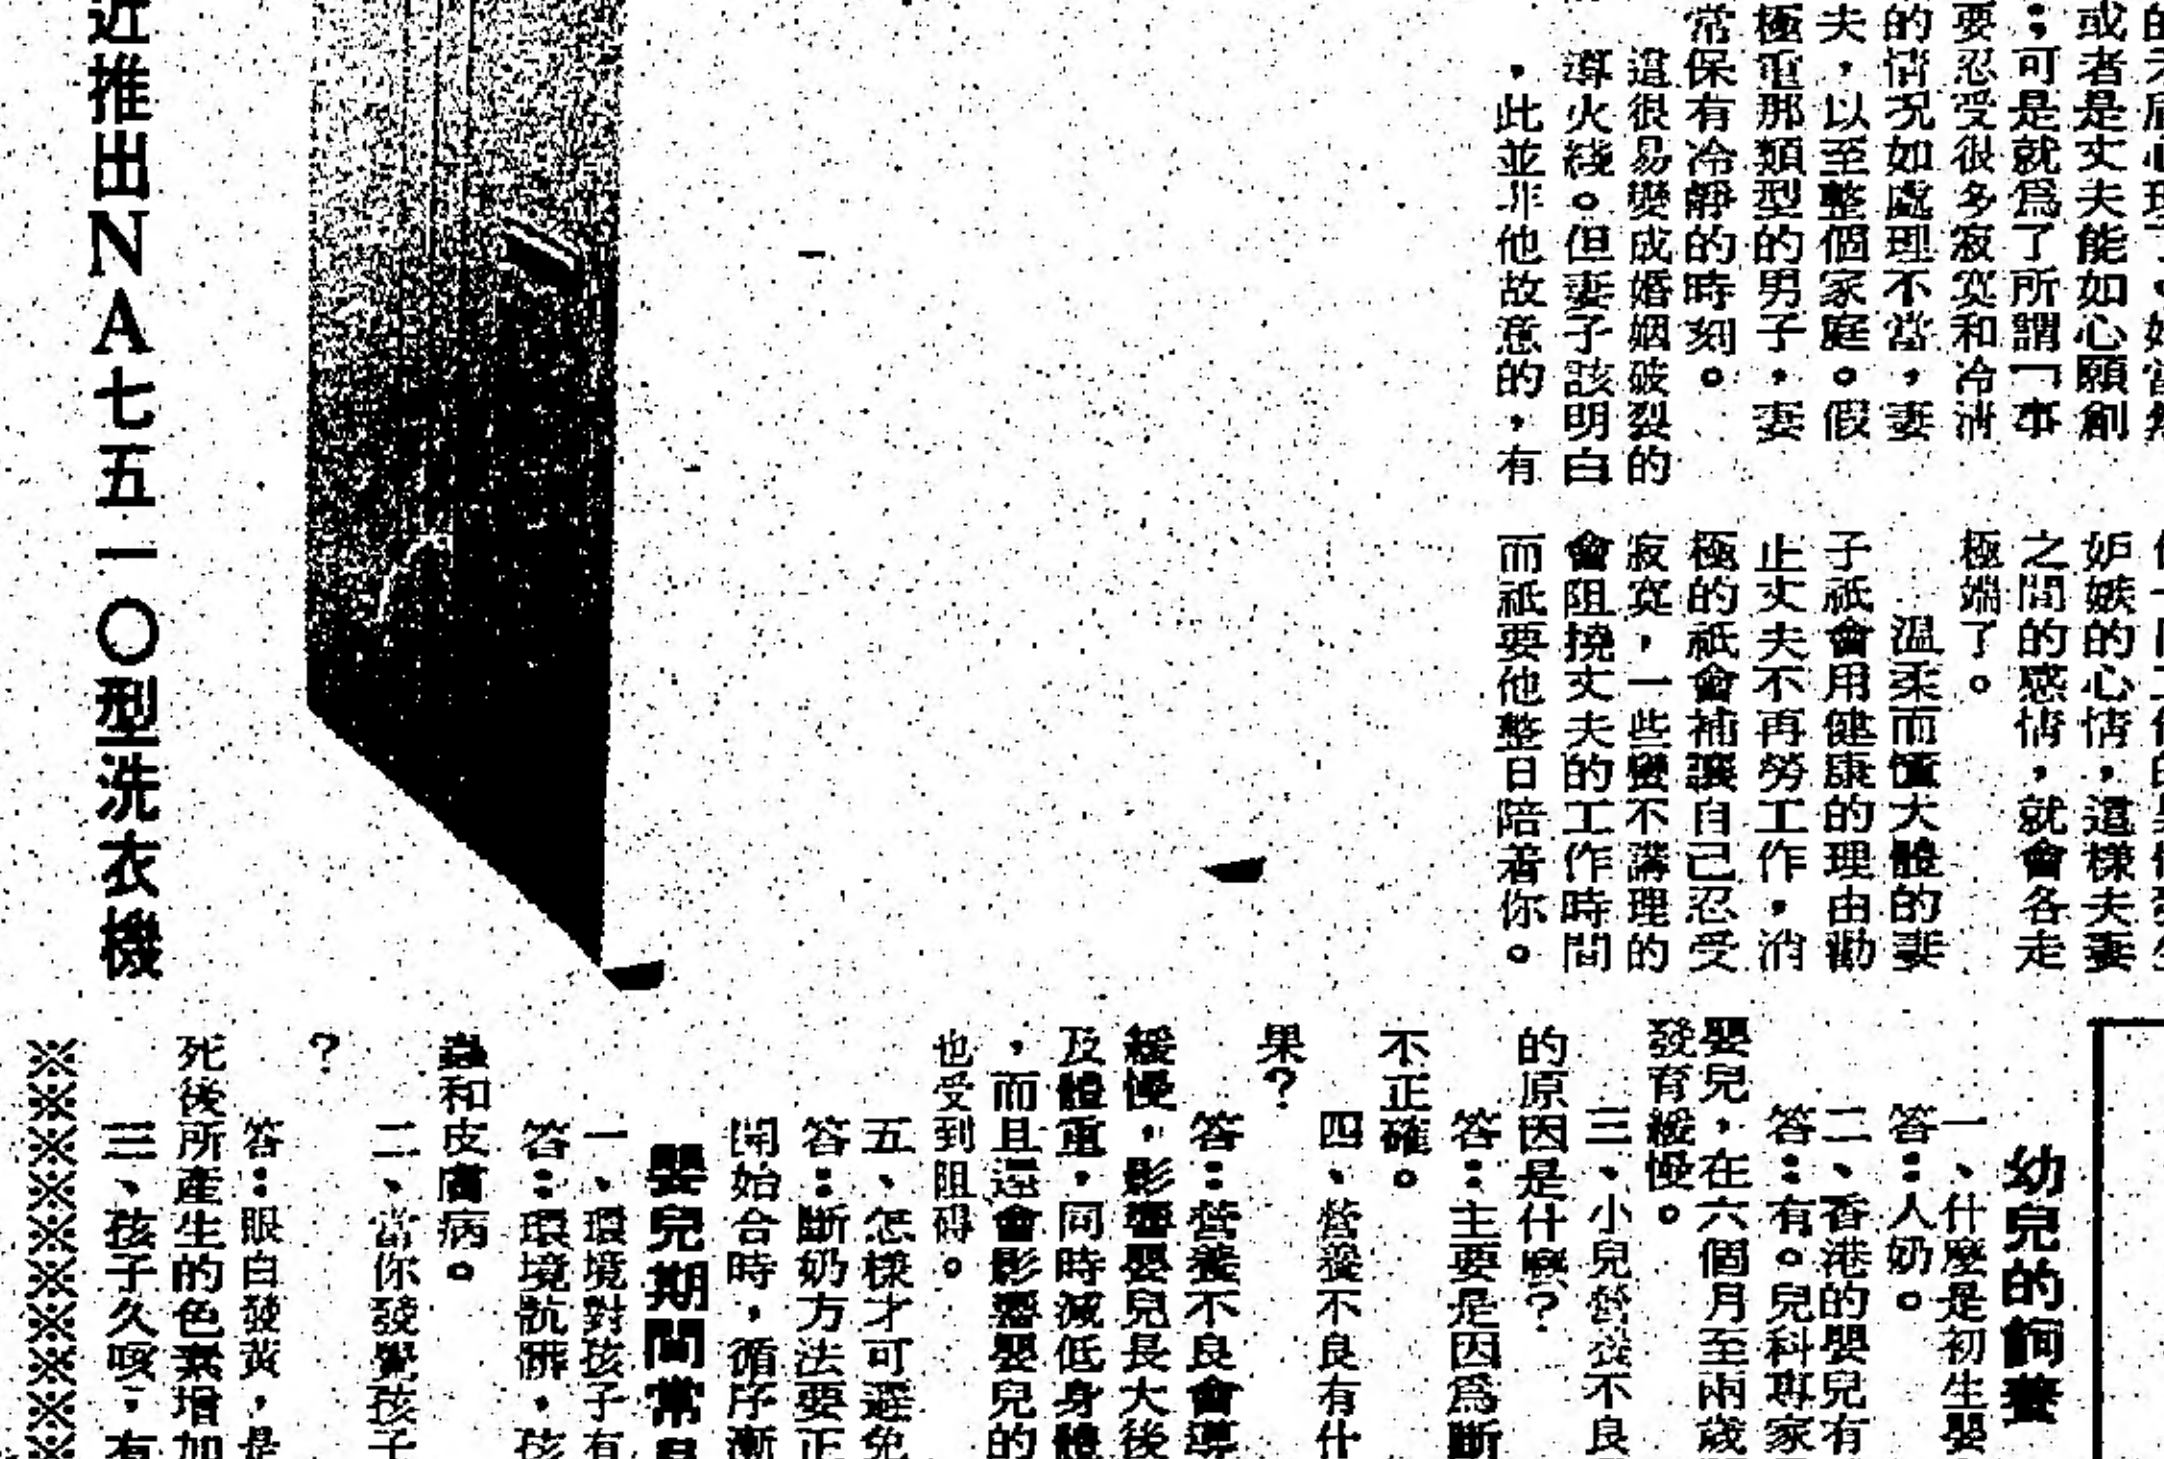 或者是丈夫能如心願創
；可是就爲了所謂「事
要忍受很多寂寞和冷清
的情况如處理不當，妻
夫，以至整個家庭。假
極重那類型的男子，妻
常保有冷靜的時刻。
這很易變成婚姻破裂的
導火綫。但妻子該明白
，此並非他故意的，有
妒嫉的心情，這樣夫妻
之間的感情，就會各走
極端了。
溫柔而懂大體的妻
子祇會用健康的理由勸
止丈夫不再勞工作，消
極的祇會補讓自己忍受
寂寞，一些蠻不講理的
會阻撓丈夫的工作時間
而祇要他整日陪着你。
近推出NA七五一〇型洗衣機
幼兒的飼養
一、什麼是初生嬰
答：人奶。
二、香港的嬰兒有
答：有。兒科專家
嬰兒，在六個月至兩歲
發育緩慢。
三、小兒營養不良
的原因是什麼？
答：主要是因爲斷
不正確。
四、營養不良有什
果？
答：營養不良會導
緩慢，影響嬰兒長大後
及體重，同時減低身體
，而且還會影響嬰兒的
也受到阻碍。
五、怎樣才可避免
答：斷奶方法要正
開始合時，循序漸
嬰兒期間常見
一、環境對孩子有
答：環境骯髒，孩
蟲和皮膚病。
二、當你發覺孩子
？
答：眼白發黃，是
死後所產生的色素增加
三、孩子久咳，有
※※※※※※※※※※